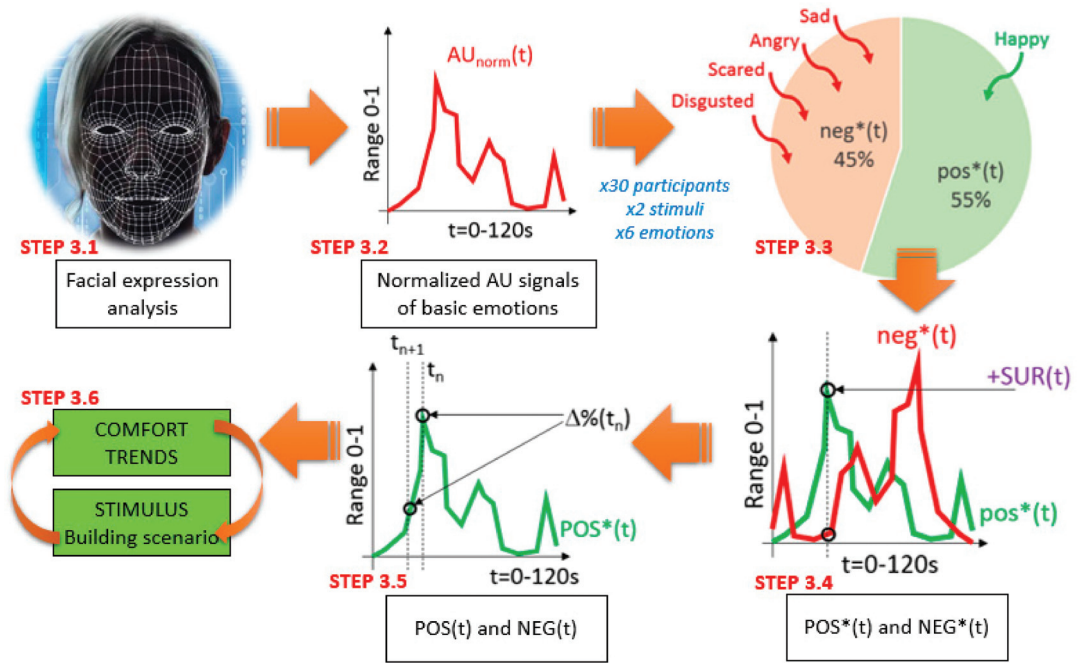 STEP 3.1
Facial expression
analysis
AUnorm(t)
Range 0-1
t=0-120s
STEP 3.2
Normalized AU signals
of basic emotions
x30 participants
x2 stimuli
x6 emotions
Sad
Angry
Scared
Disgusted
Happy
neg*(t)
45%
pos*(t)
55%
STEP 3.3
neg*(t)
+SUR(t)
Range 0-1
pos*(t)
t=0-120s
STEP 3.4
POS*(t) and NEG*(t)
tn+1
tn
Δ%(tn)
Range 0-1
POS*(t)
t=0-120s
STEP 3.5
POS(t) and NEG(t)
STEP 3.6
COMFORT
TRENDS
STIMULUS
Building scenario